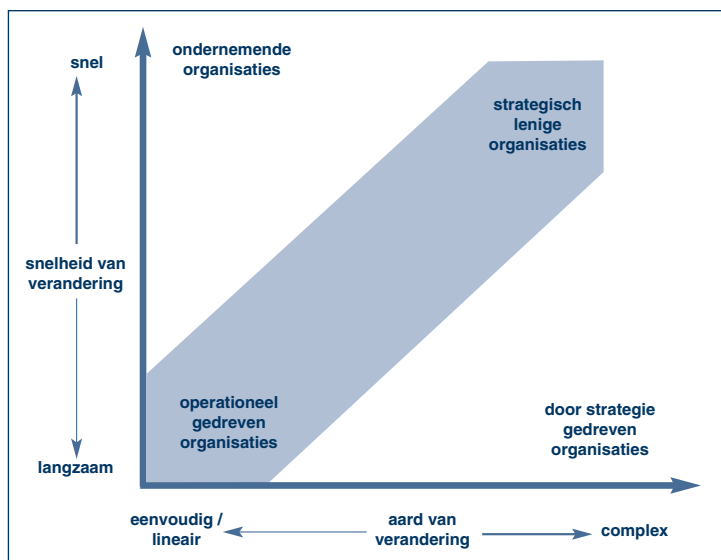 snel
ondernemende
organisaties
strategisch
lenige
organisaties
snelheid van
verandering
operationeel
gedreven
organisaties
door strategie
gedreven
organisaties
langzaam
eenvoudig /
lineair
aard van
verandering
complex